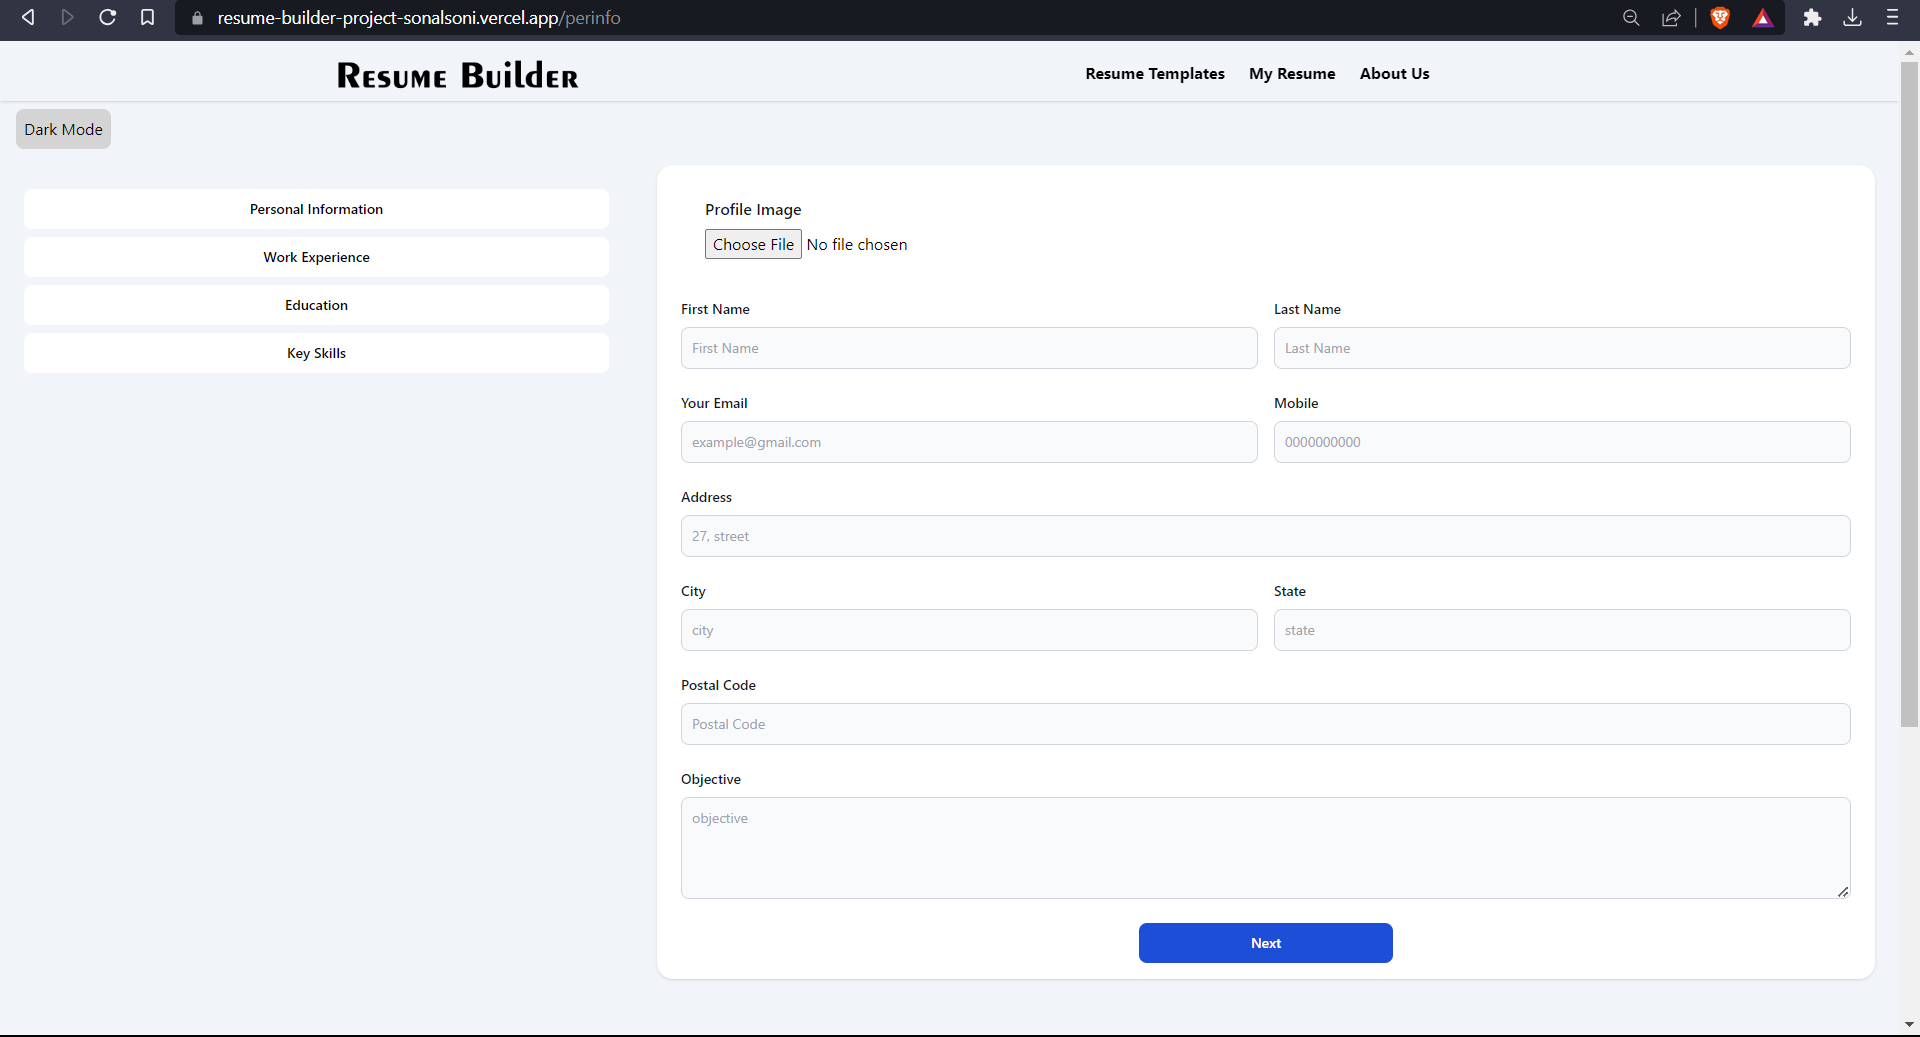 resume-builder-project-sonalsoni.vercel.app/perinfo
Resume Builder
Resume Templates My Resume About Us
Dark Mode
Personal Information
Work Experience
Education
Key Skills
Profile Image
Choose File No file chosen
First Name Last Name
First Name Last Name
Your Email Mobile
example@gmail.com 0000000000
Address
27, street
City State
city state
Postal Code
Postal Code
Objective
objective
Next